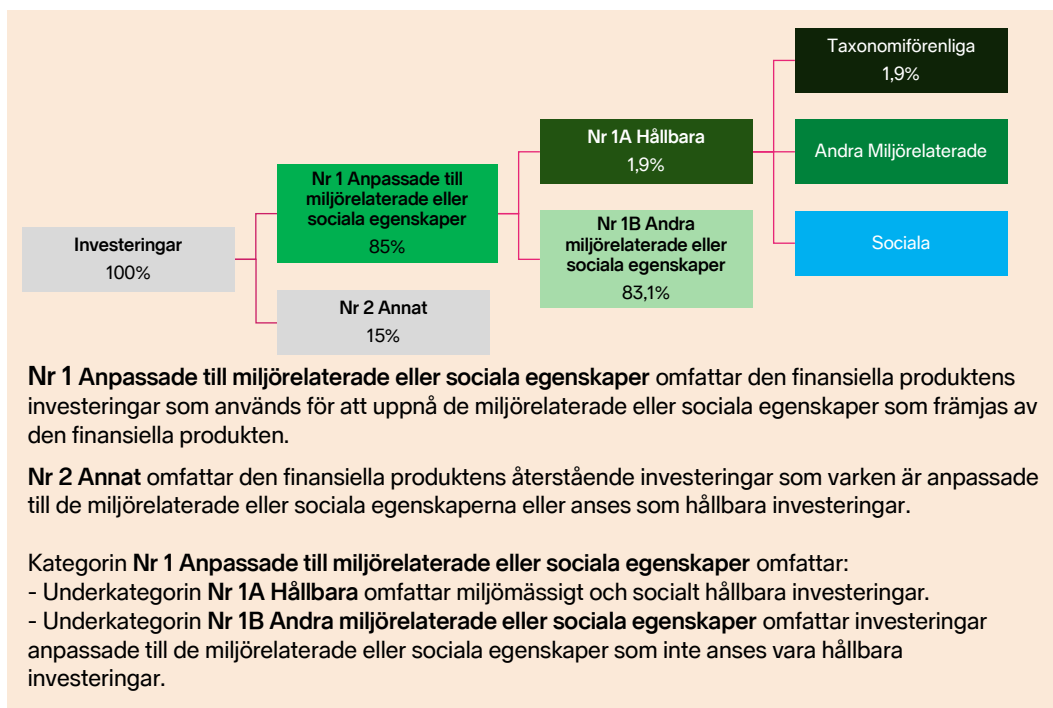 Investeringar
100%
Nr 1 Anpassade till
miljörelaterade eller
sociala egenskaper
85%
Nr 2 Annat
15%
Nr 1A Hållbara
1,9%
Nr 1B Andra
miljörelaterade eller
sociala egenskaper
83,1%
Taxonomiförenliga
1,9%
Andra Miljörelaterade
Sociala
Nr 1 Anpassade till miljörelaterade eller sociala egenskaper omfattar den finansiella produktens
investeringar som används för att uppnå de miljörelaterade eller sociala egenskaper som främjas av
den finansiella produkten.
Nr 2 Annat omfattar den finansiella produktens återstående investeringar som varken är anpassade
till de miljörelaterade eller sociala egenskaperna eller anses som hållbara investeringar.
Kategorin Nr 1 Anpassade till miljörelaterade eller sociala egenskaper omfattar:
- Underkategorin Nr 1A Hållbara omfattar miljömässigt och socialt hållbara investeringar.
- Underkategorin Nr 1B Andra miljörelaterade eller sociala egenskaper omfattar investeringar
anpassade till de miljörelaterade eller sociala egenskaper som inte anses vara hållbara
investeringar.